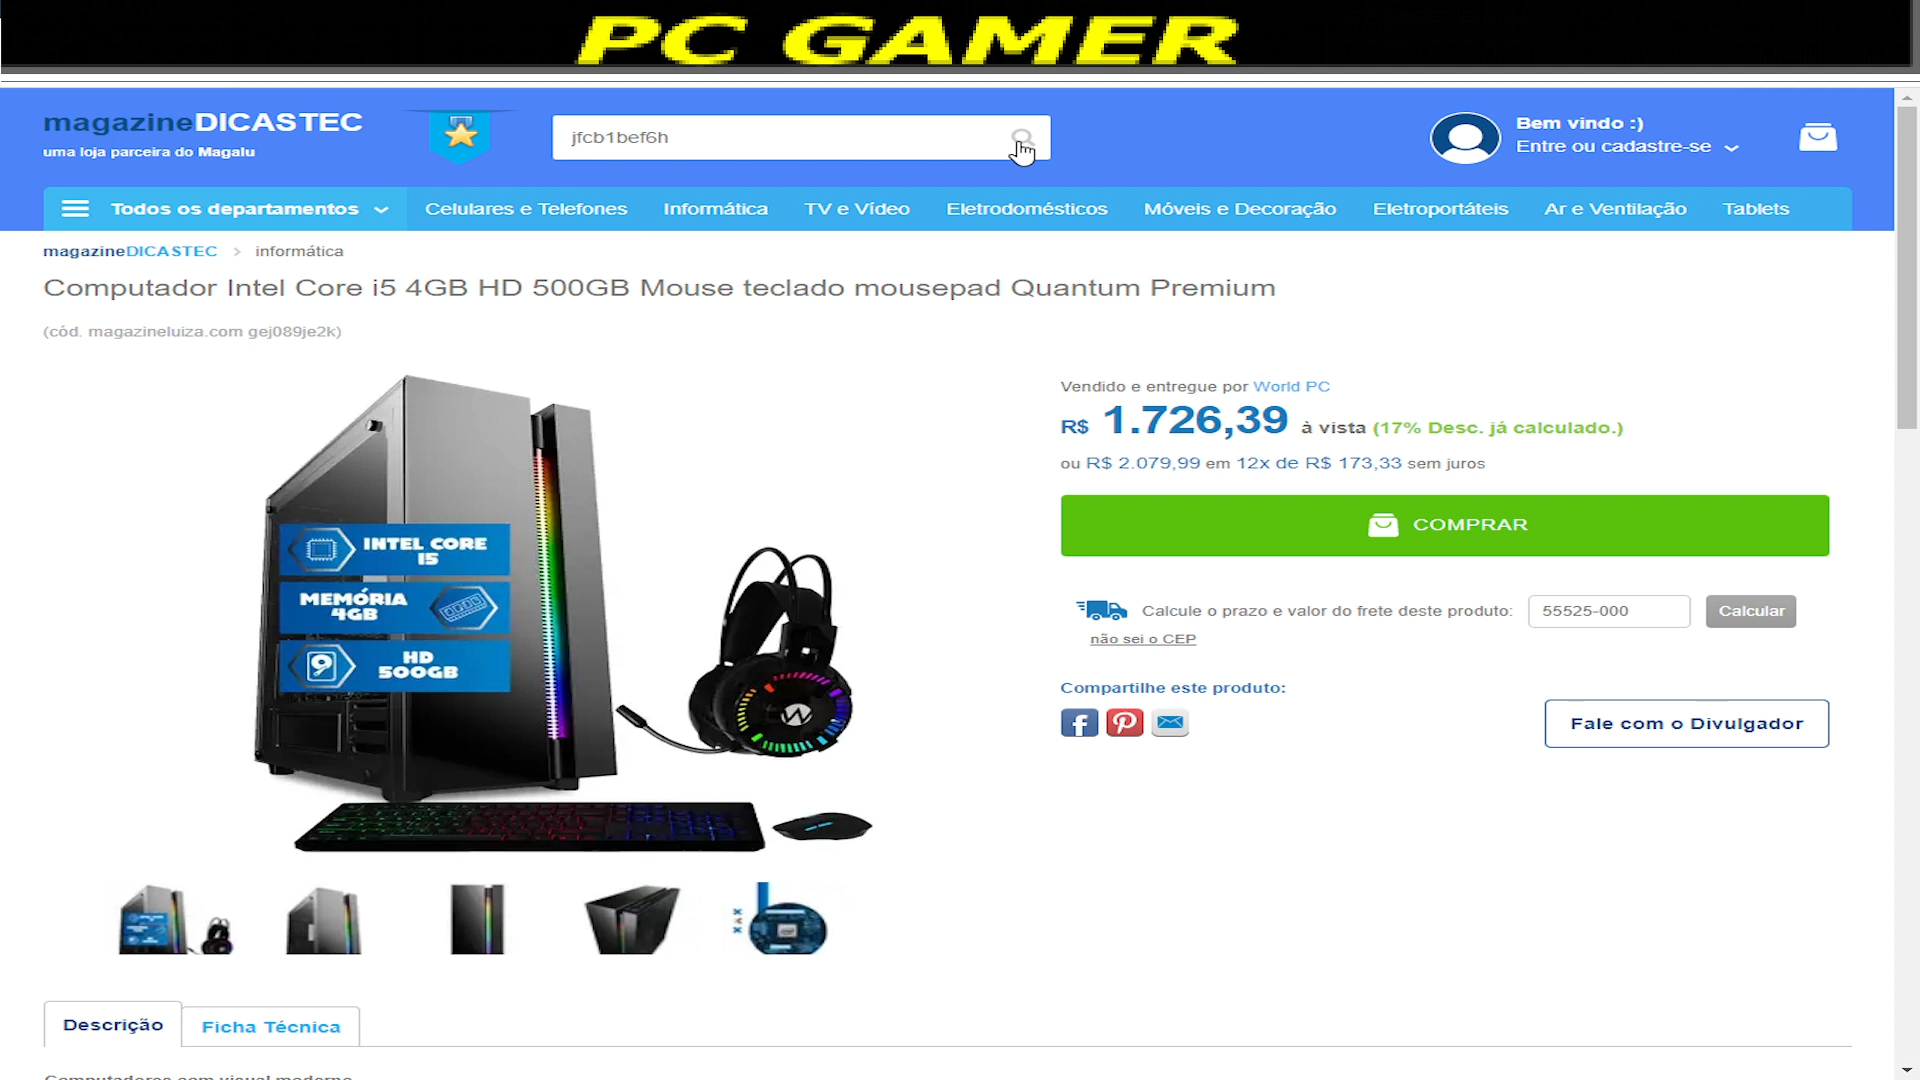 PC GAMER
magazineDICASTEC
uma loja parceira do Magalu
jfcb1bef6h
Bem vindo :)
Entre ou cadastre-se
Todos os departamentos
Celulares e Telefones
Informática
TV e Vídeo
Eletrodomésticos
Móveis e Decoração
Eletroportáteis
Ar e Ventilação
Tablets
magazineDICASTEC > informática
Computador Intel Core i5 4GB HD 500GB Mouse teclado mousepad Quantum Premium
(cód. magazineluiza.com gej089je2k)
INTEL CORE
I5
MEMÓRIA
4GB
HD
500GB
Vendido e entregue por World PC
R$ 1.726,39 à vista (17% Desc. já calculado.)
ou R$ 2.079,99 em 12x de R$ 173,33 sem juros
COMPRAR
Calcule o prazo e valor do frete deste produto:
55525-000
Calcular
não sei o CEP
Compartilhe este produto:
Fale com o Divulgador
Descrição
Ficha Técnica
Computadores com visual moderno